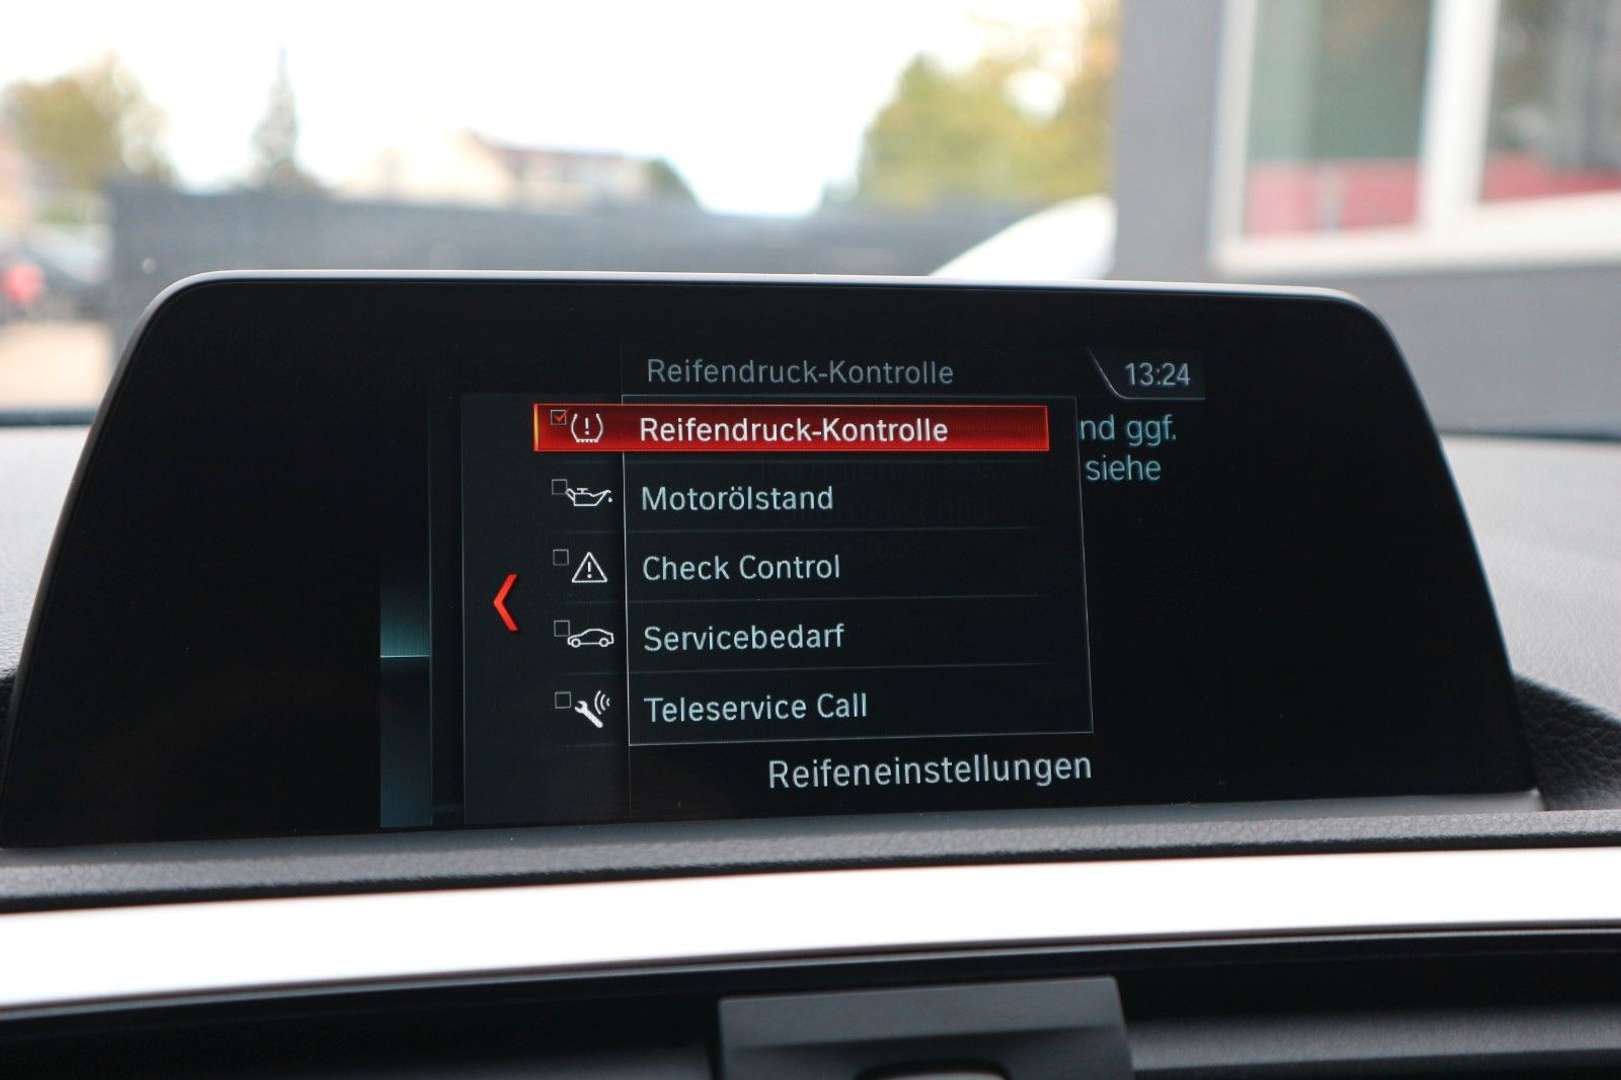 Reifendruck-Kontrolle
13:24
Reifendruck-Kontrolle
nd ggf.
siehe
Motorölstand
Check Control
Servicebedarf
Teleservice Call
Reifeneinstellungen